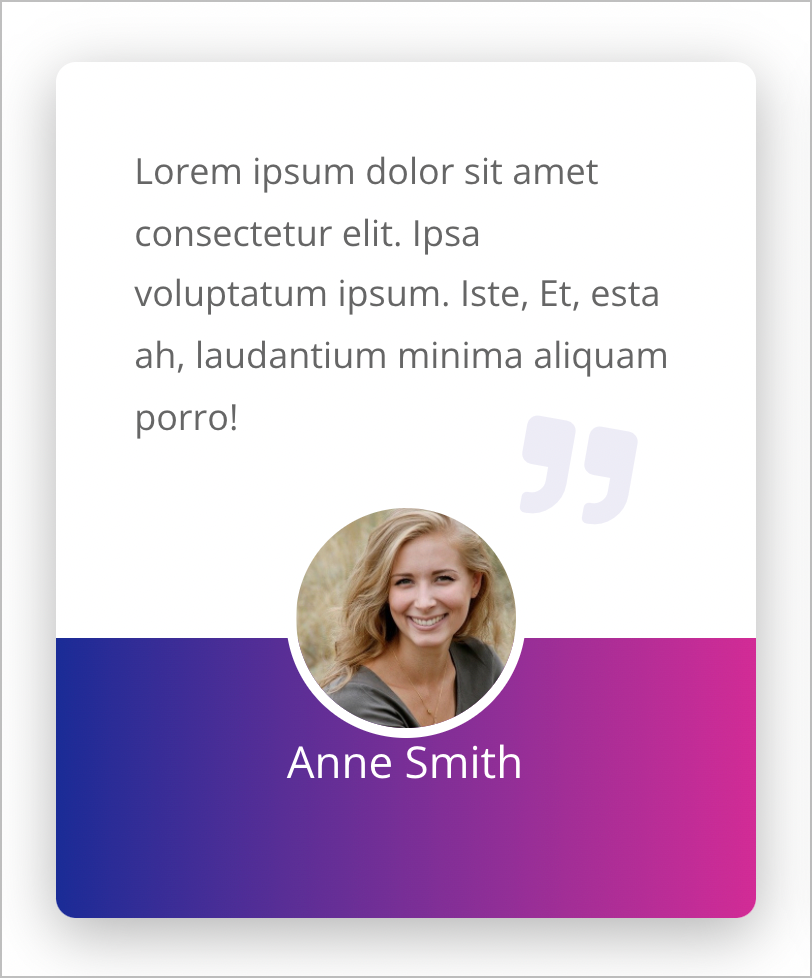 Lorem ipsum dolor sit amet
consectetur elit. Ipsa
voluptatum ipsum. Iste, Et, esta
ah, laudantium minima aliquam
porro!
”
Anne Smith